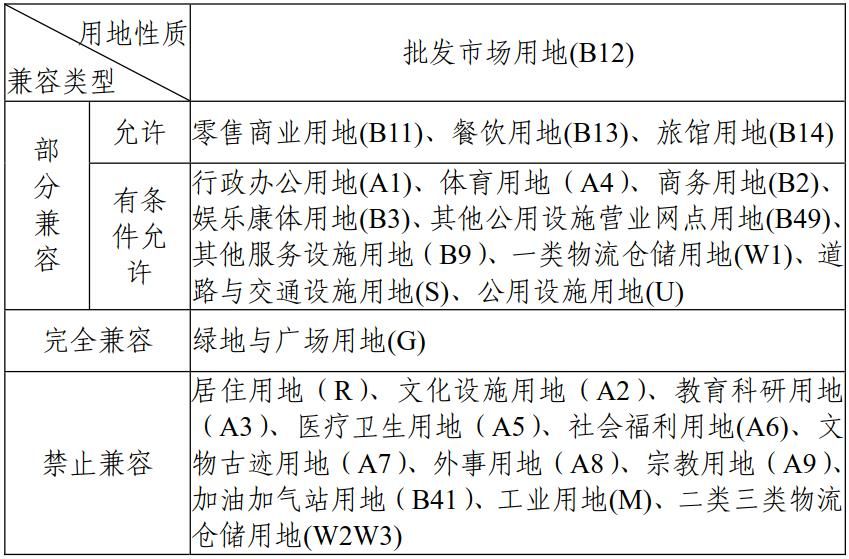 用地性质
兼容类型
批发市场用地(B12)
部分兼容
允许
零售商业用地(B11)、餐饮用地(B13)、旅馆用地(B14)
有条
件允
许
行政办公用地(A1)、体育用地（A4）、商务用地(B2)、
娱乐康体用地(B3)、其他公用设施营业网点用地(B49)、
其他服务设施用地（B9）、一类物流仓储用地(W1)、道
路与交通设施用地(S)、公用设施用地(U)
完全兼容
绿地与广场用地(G)
禁止兼容
居住用地（R）、文化设施用地（A2）、教育科研用地
（A3）、医疗卫生用地（A5）、社会福利用地(A6)、文
物古迹用地（A7）、外事用地（A8）、宗教用地（A9）、
加油加气站用地（B41）、工业用地(M)、二类三类物流
仓储用地(W2W3)